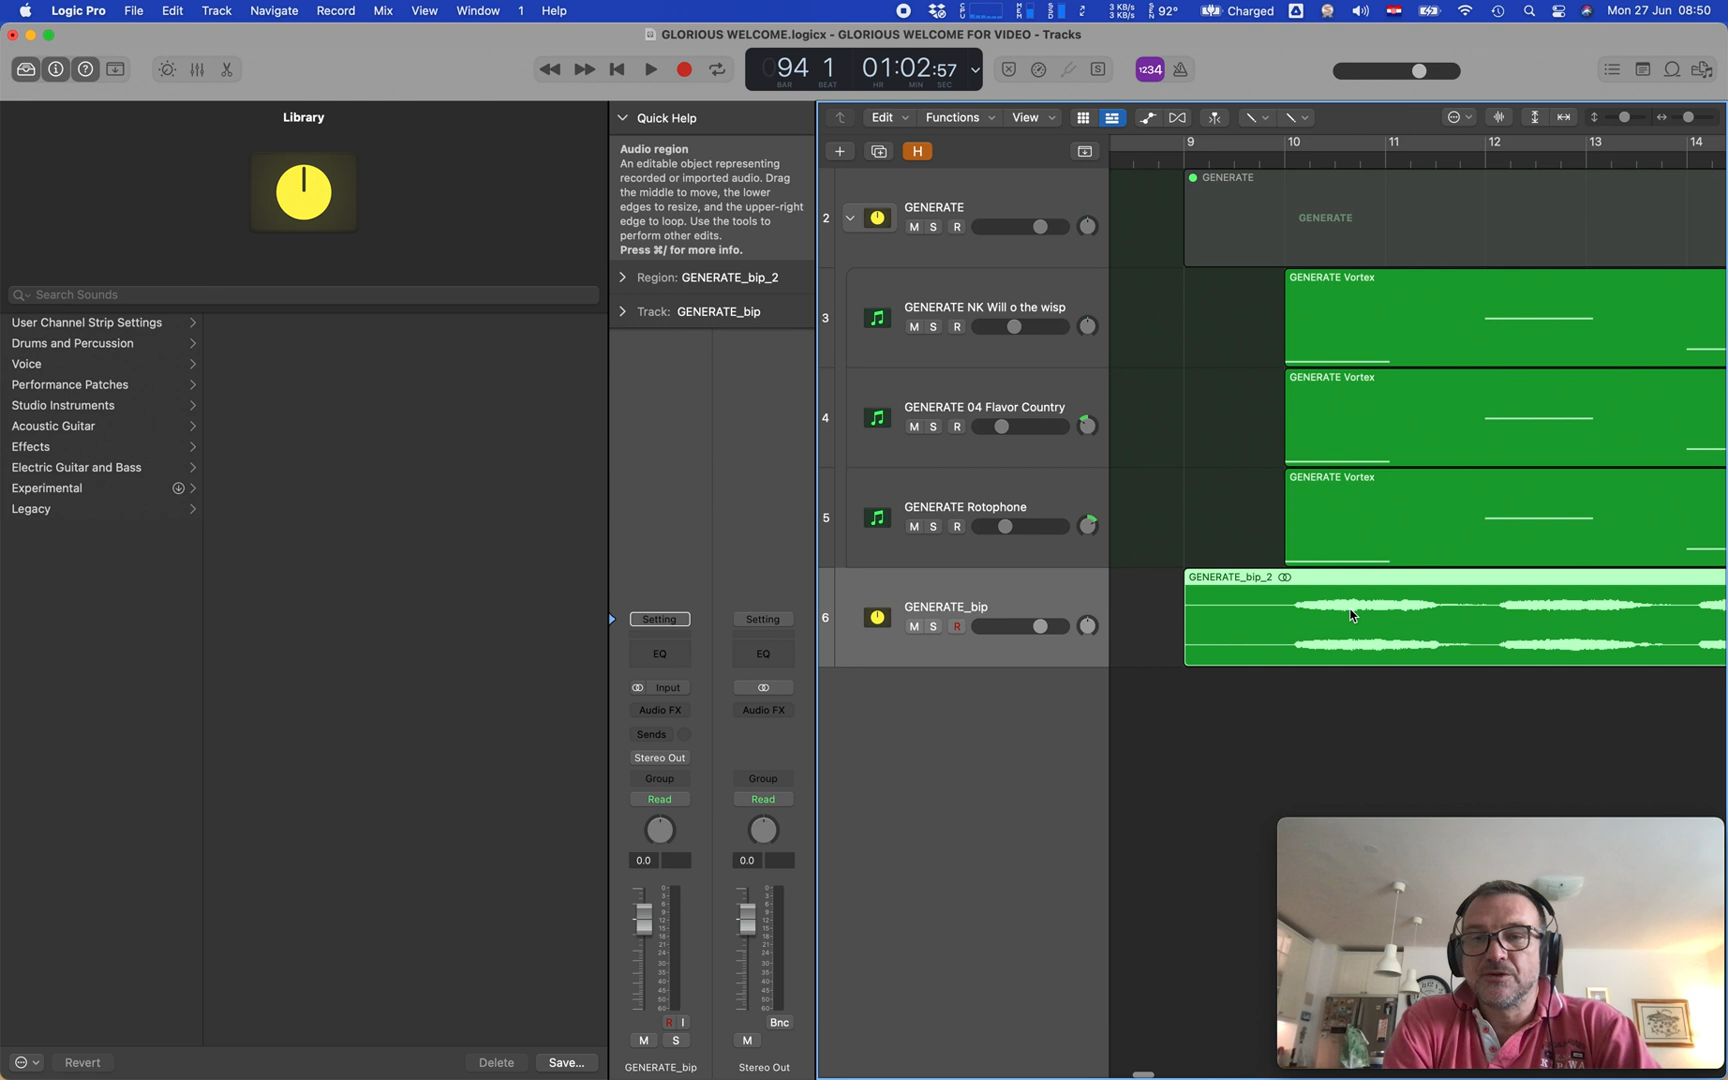 Logic Pro File Edit Track Navigate Record Mix View Window 1 Help 3 KB/s 3 KB/s 92° Charged Mon 27 Jun 08:50
GLORIOUS WELCOME.logicx - GLORIOUS WELCOME FOR VIDEO - Tracks
94 1 01:02:57 1234
BAR BEAT HR MIN SEC
Library
Search Sounds
User Channel Strip Settings
Drums and Percussion
Voice
Performance Patches
Studio Instruments
Acoustic Guitar
Effects
Electric Guitar and Bass
Experimental
Legacy
Revert Delete Save...
Quick Help
Audio region
An editable object representing
recorded or imported audio. Drag
the middle to move, the lower
edges to resize, and the upper-right
edge to loop. Use the tools to
perform other edits.
Press ⌘/ for more info.
Region: GENERATE_bip_2
Track: GENERATE_bip
Setting Setting
EQ EQ
Input
Audio FX Audio FX
Sends
Stereo Out
Group Group
Read Read
0.0 0.0
R I Bnc
M S M
GENERATE_bip Stereo Out
Edit Functions View
H
9 10 11 12 13 14
2 GENERATE
M S R
GENERATE
GENERATE
3 GENERATE NK Will o the wisp
M S R
GENERATE Vortex
4 GENERATE 04 Flavor Country
M S R
GENERATE Vortex
5 GENERATE Rotophone
M S R
GENERATE Vortex
6 GENERATE_bip
M S R
GENERATE_bip_2